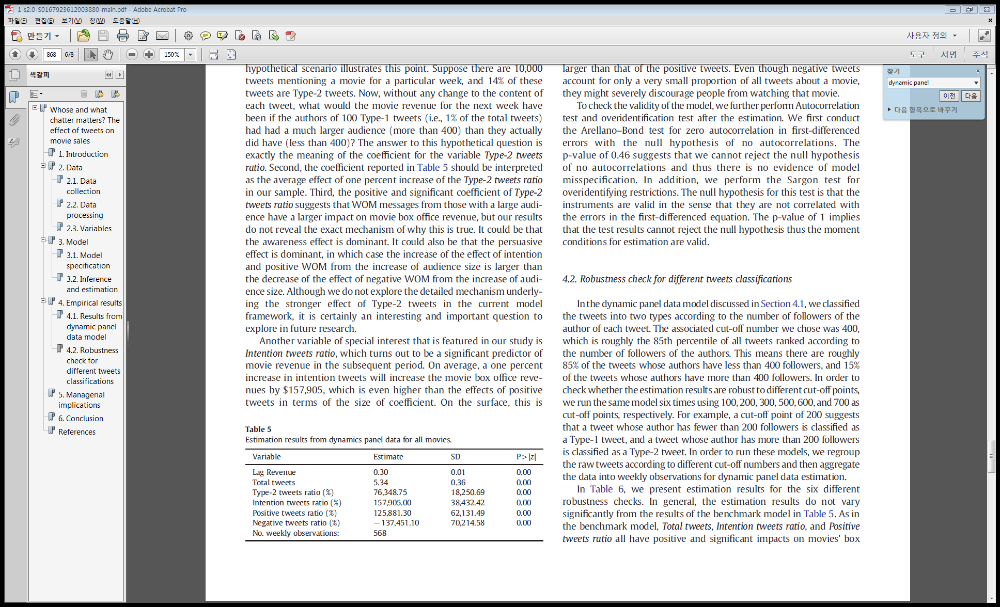 1-s2.0-S0167923612003880-main.pdf - Adobe Acrobat Pro
파일(F) 편집(E) 보기(V) 창(W) 도움말(H)
만들기
사용자 정의
868 6/8 150%
도구 서명 주석
책갈피
Whose and what
chatter matters? The
effect of tweets on
movie sales
1. Introduction
2. Data
2.1. Data
collection
2.2. Data
processing
2.3. Variables
3. Model
3.1. Model
specification
3.2. Inference
and estimation
4. Empirical results
4.1. Results from
dynamic panel
data model
4.2. Robustness
check for
different tweets
classifications
5. Managerial
implications
6. Conclusion
References
hypothetical scenario illustrates this point. Suppose there are 10,000
tweets mentioning a movie for a particular week, and 14% of these
tweets are Type-2 tweets. Now, without any change to the content of
each tweet, what would the movie revenue for the next week have
been if the authors of 100 Type-1 tweets (i.e., 1% of the total tweets)
had had a much larger audience (more than 400) than they actually
did have (less than 400)? The answer to this hypothetical question is
exactly the meaning of the coefficient for the variable Type-2 tweets
ratio. Second, the coefficient reported in Table 5 should be interpreted
as the average effect of one percent increase of the Type-2 tweets ratio
in our sample. Third, the positive and significant coefficient of Type-2
tweets ratio suggests that WOM messages from those with a large audi-
ence have a larger impact on movie box office revenue, but our results
do not reveal the exact mechanism of why this is true. It could be that
the awareness effect is dominant. It could also be that the persuasive
effect is dominant, in which case the increase of the effect of intention
and positive WOM from the increase of audience size is larger than
the decrease of the effect of negative WOM from the increase of audi-
ence size. Although we do not explore the detailed mechanism underly-
ing the stronger effect of Type-2 tweets in the current model
framework, it is certainly an interesting and important question to
explore in future research.
Another variable of special interest that is featured in our study is
Intention tweets ratio, which turns out to be a significant predictor of
movie revenue in the subsequent period. On average, a one percent
increase in intention tweets will increase the movie box office reve-
nues by $157,905, which is even higher than the effects of positive
tweets in terms of the size of coefficient. On the surface, this is
Table 5
Estimation results from dynamics panel data for all movies.
Variable Estimate SD P>|z|
Lag Revenue 0.30 0.01 0.00
Total tweets 5.34 0.36 0.00
Type-2 tweets ratio (%) 76,348.75 18,250.69 0.00
Intention tweets ratio (%) 157,905.00 38,432.42 0.00
Positive tweets ratio (%) 125,881.30 62,131.49 0.00
Negative tweets ratio (%) −137,451.10 70,214.58 0.00
No. weekly observations: 568
larger than that of the positive tweets. Even though negative tweets
account for only a very small proportion of all tweets about a movie,
they might severely discourage people from watching that movie.
To check the validity of the model, we further perform Autocorrelation
test and overidentification test after the estimation. We first conduct
the Arellano–Bond test for zero autocorrelation in first-differenced
errors with the null hypothesis of no autocorrelations. The
p-value of 0.46 suggests that we cannot reject the null hypothesis
of no autocorrelations and thus there is no evidence of model
misspecification. In addition, we perform the Sargon test for
overidentifying restrictions. The null hypothesis for this test is that the
instruments are valid in the sense that they are not correlated with
the errors in the first-differenced equation. The p-value of 1 implies
that the test results cannot reject the null hypothesis thus the moment
conditions for estimation are valid.
4.2. Robustness check for different tweets classifications
In the dynamic panel data model discussed in Section 4.1, we classified
the tweets into two types according to the number of followers of the
author of each tweet. The associated cut-off number we chose was 400,
which is roughly the 85th percentile of all tweets ranked according to
the number of followers of the authors. This means there are roughly
85% of the tweets whose authors have less than 400 followers, and 15%
of the tweets whose authors have more than 400 followers. In order to
check whether the estimation results are robust to different cut-off points,
we run the same model six times using 100, 200, 300, 500, 600, and 700 as
cut-off points, respectively. For example, a cut-off point of 200 suggests
that a tweet whose author has fewer than 200 followers is classified as
a Type-1 tweet, and a tweet whose author has more than 200 followers
is classified as a Type-2 tweet. In order to run these models, we regroup
the raw tweets according to different cut-off numbers and then aggregate
the data into weekly observations for dynamic panel data estimation.
In Table 6, we present estimation results for the six different
robustness checks. In general, the estimation results do not vary
significantly from the results of the benchmark model in Table 5. As in
the benchmark model, Total tweets, Intention tweets ratio, and Positive
tweets ratio all have positive and significant impacts on movies' box
찾기
dynamic panel
이전 다음
다음 항목으로 바꾸기